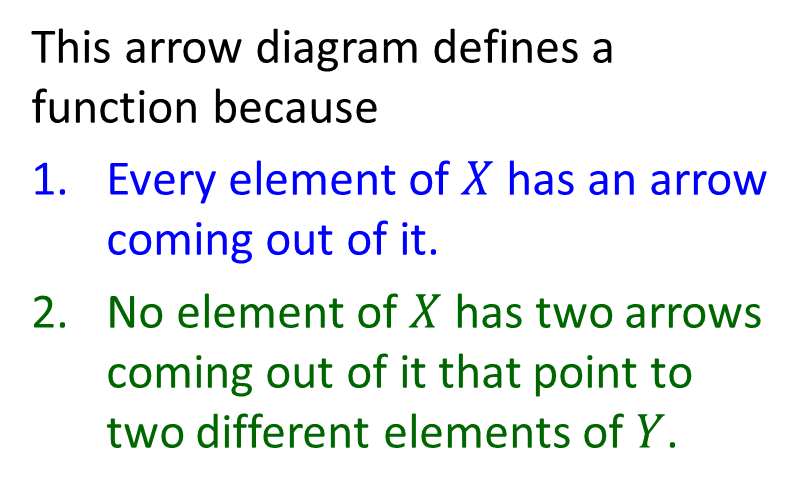 This arrow diagram defines a
function because
1. Every element of X has an arrow
coming out of it.
2. No element of X has two arrows
coming out of it that point to
two different elements of Y.